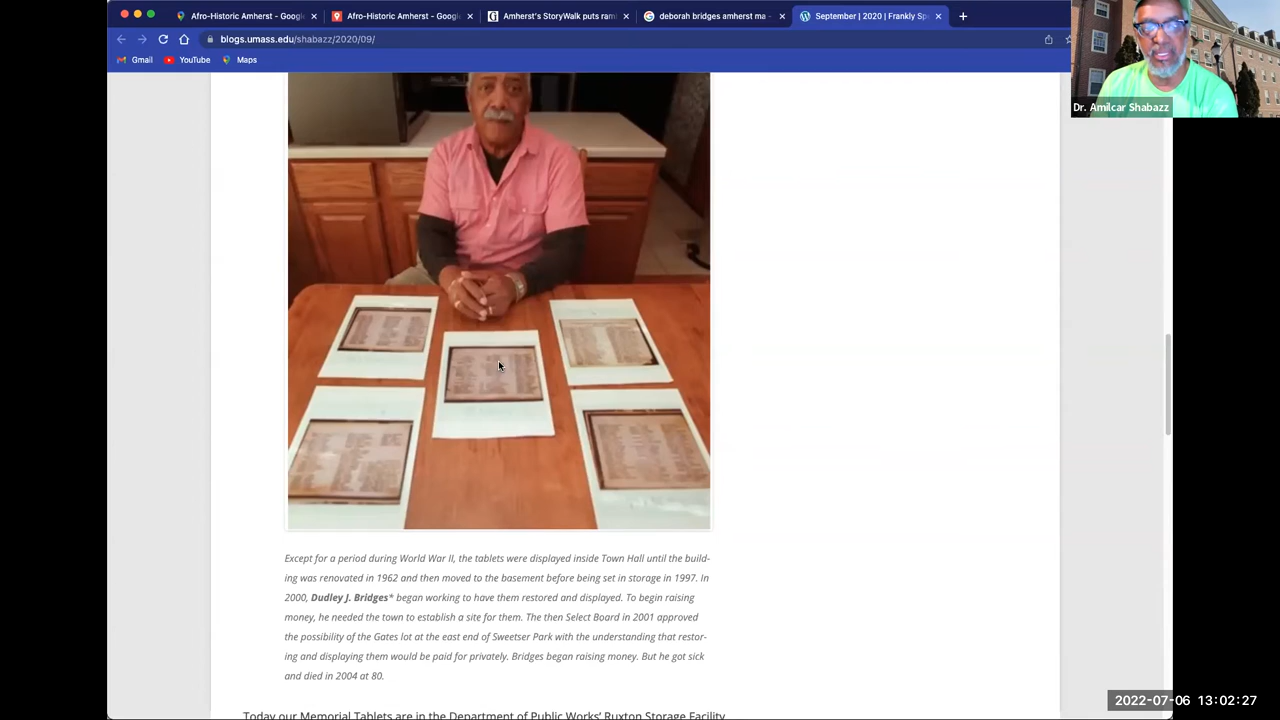 Afro-Historic Amherst - Googl
Afro-Historic Amherst - Googl
Amherst's StoryWalk puts ram
deborah bridges amherst ma -
September | 2020 | Frankly Sp
blogs.umass.edu/shabazz/2020/09/
Gmail
YouTube
Maps
Dr. Amilcar Shabazz
Except for a period during World War II, the tablets were displayed inside Town Hall until the build-
ing was renovated in 1962 and then moved to the basement before being set in storage in 1997. In
2000, Dudley J. Bridges* began working to have them restored and displayed. To begin raising
money, he needed the town to establish a site for them. The then Select Board in 2001 approved
the possibility of the Gates lot at the east end of Sweetser Park with the understanding that restor-
ing and displaying them would be paid for privately. Bridges began raising money. But he got sick
and died in 2004 at 80.
Today our Memorial Tablets are in the Department of Public Works' Ruxton Storage Facility
2022-07-06 13:02:27